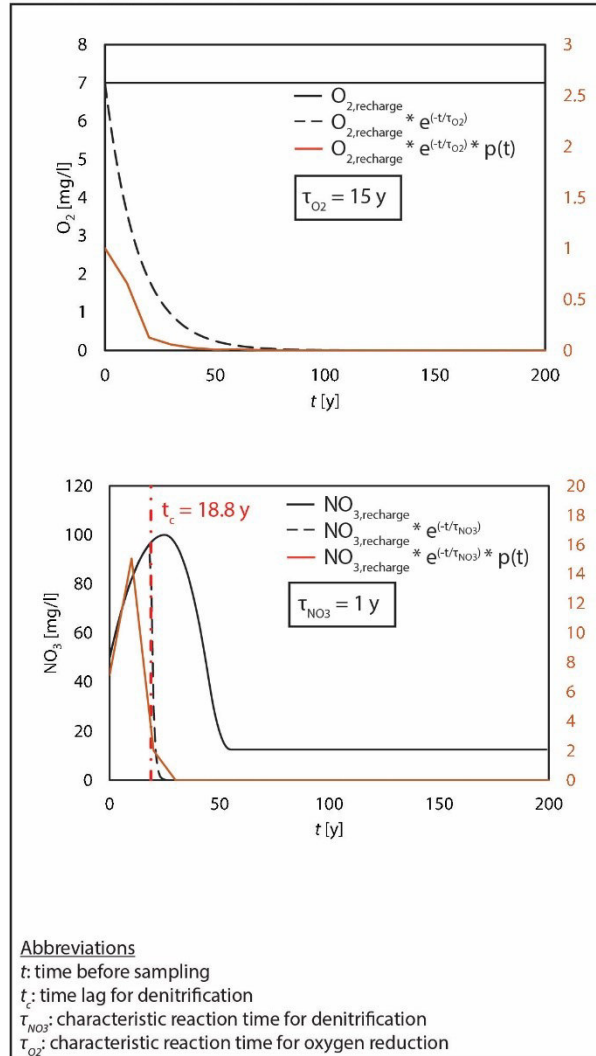 8
7
6
5
4
3
2
1
0
O₂ [mg/l]
3
2.5
2
1.5
1
0.5
0
O₂,recharge
O₂,recharge * e^(-t/τO2)
O₂,recharge * e^(-t/τO2) * p(t)
τO2 = 15 y
0 50 100 150 200
t [y]
120
100
80
60
40
20
0
NO₃ [mg/l]
20
18
16
14
12
10
8
6
4
2
0
t_c = 18.8 y
NO₃,recharge
NO₃,recharge * e^(-t/τNO3)
NO₃,recharge * e^(-t/τNO3) * p(t)
τNO3 = 1 y
0 50 100 150 200
t [y]
Abbreviations
t: time before sampling
t_c: time lag for denitrification
τNO3: characteristic reaction time for denitrification
τO2: characteristic reaction time for oxygen reduction